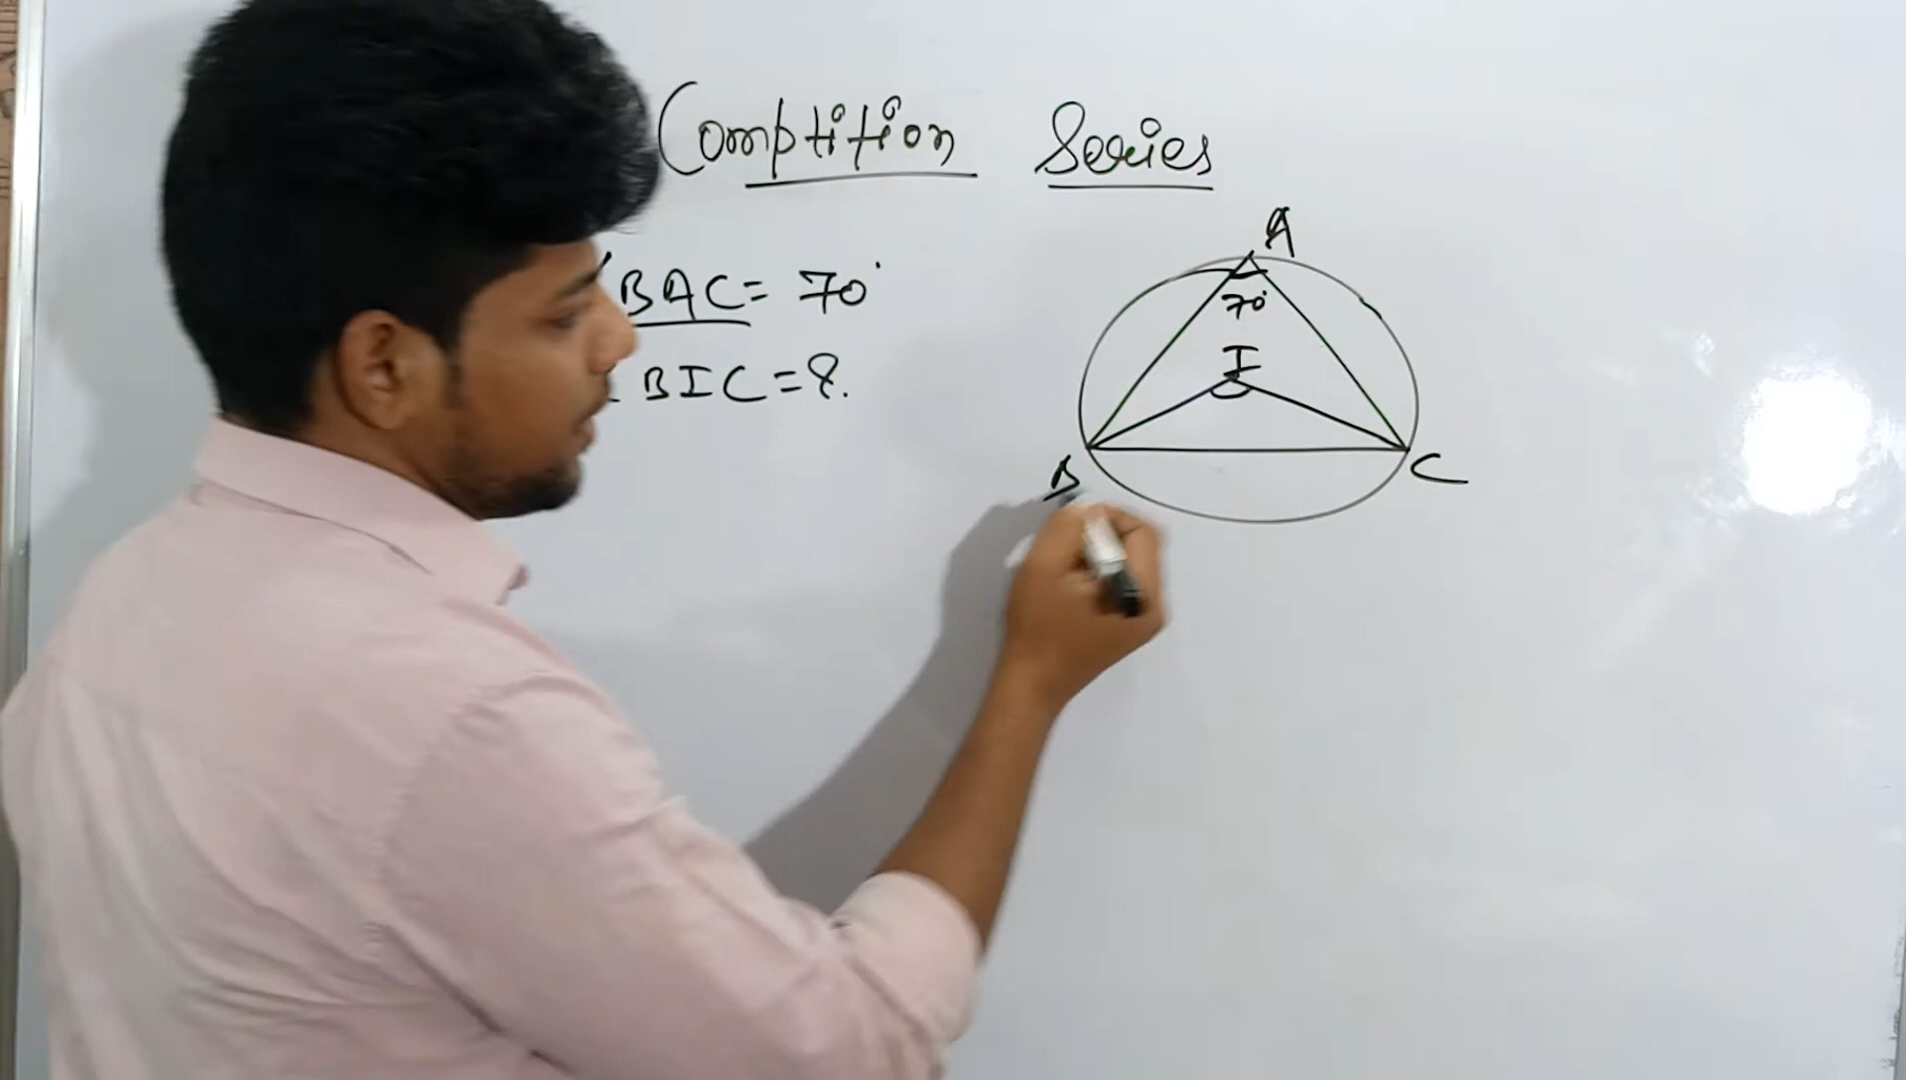 Comptition Series
BAC = 70°
BIC = ?.
A
70°
I
B
C